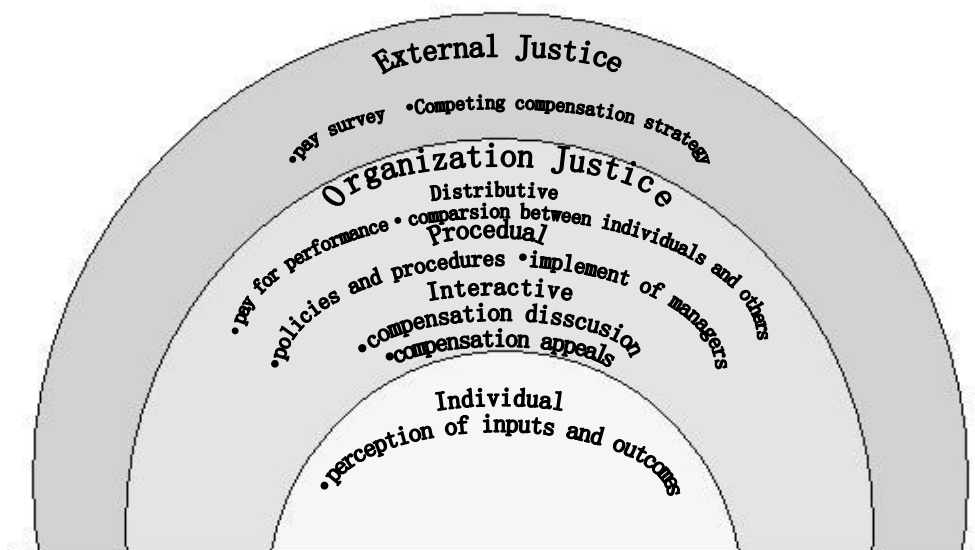 External Justice
•pay survey •Competing compensation strategy
Organization Justice
Distributive
•pay for performance •comparsion between individuals and others
Procedual
•policies and procedures •implement of managers
Interactive
•compensation disscusion
•compensation appeals
Individual
•perception of inputs and outcomes